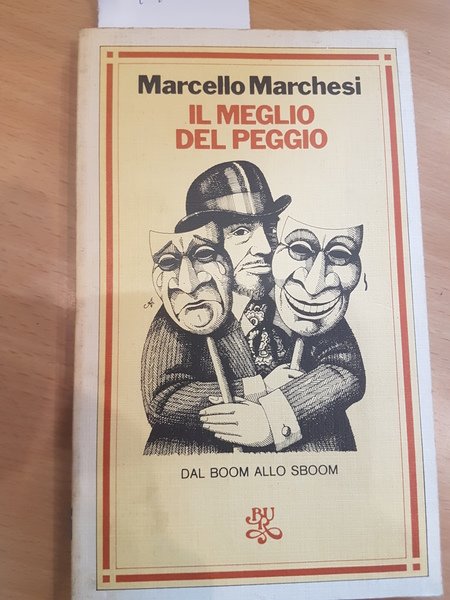 Marcello Marchesi
IL MEGLIO
DEL PEGGIO
DAL BOOM ALLO SBOOM
BUR